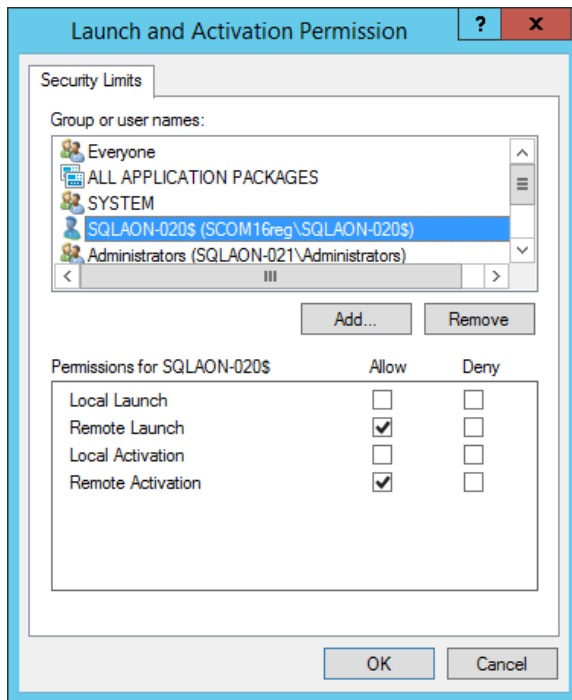 Launch and Activation Permission
? x
Security Limits
Group or user names:
Everyone
ALL APPLICATION PACKAGES
SYSTEM
SQLAON-020$ (SCOM16reg\SQLAON-020$)
Administrators (SQLAON-021\Administrators)
Add... Remove
Permissions for SQLAON-020$ Allow Deny
Local Launch
Remote Launch
Local Activation
Remote Activation
OK Cancel